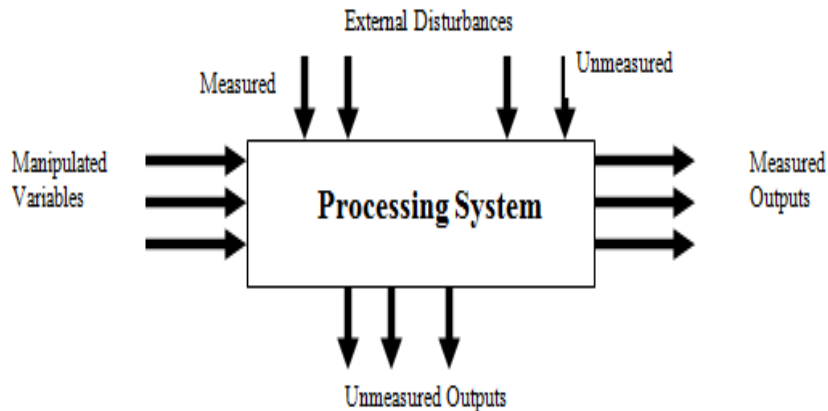 External Disturbances
Measured
Unmeasured
Manipulated
Variables
Processing System
Measured
Outputs
Unmeasured Outputs